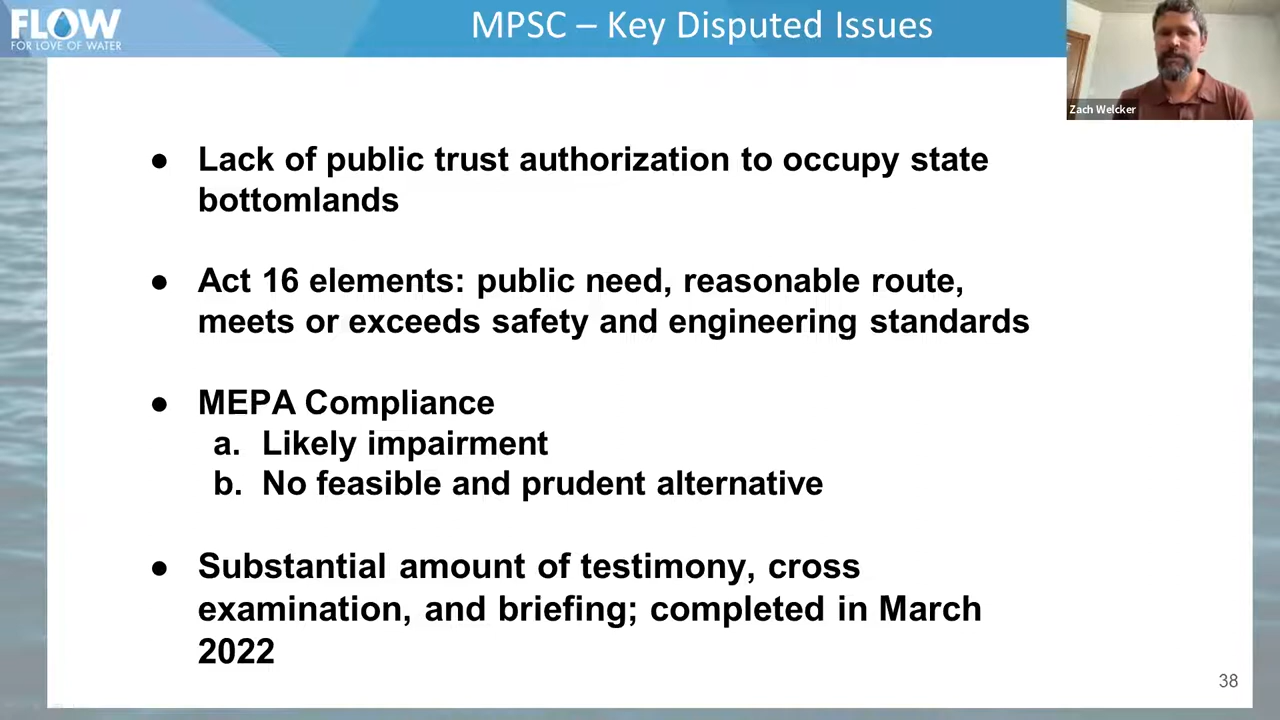 FLOW
FOR LOVE OF WATER
MPSC – Key Disputed Issues
Zach Welcker
● Lack of public trust authorization to occupy state
bottomlands
● Act 16 elements: public need, reasonable route,
meets or exceeds safety and engineering standards
● MEPA Compliance
a. Likely impairment
b. No feasible and prudent alternative
● Substantial amount of testimony, cross
examination, and briefing; completed in March
2022
38